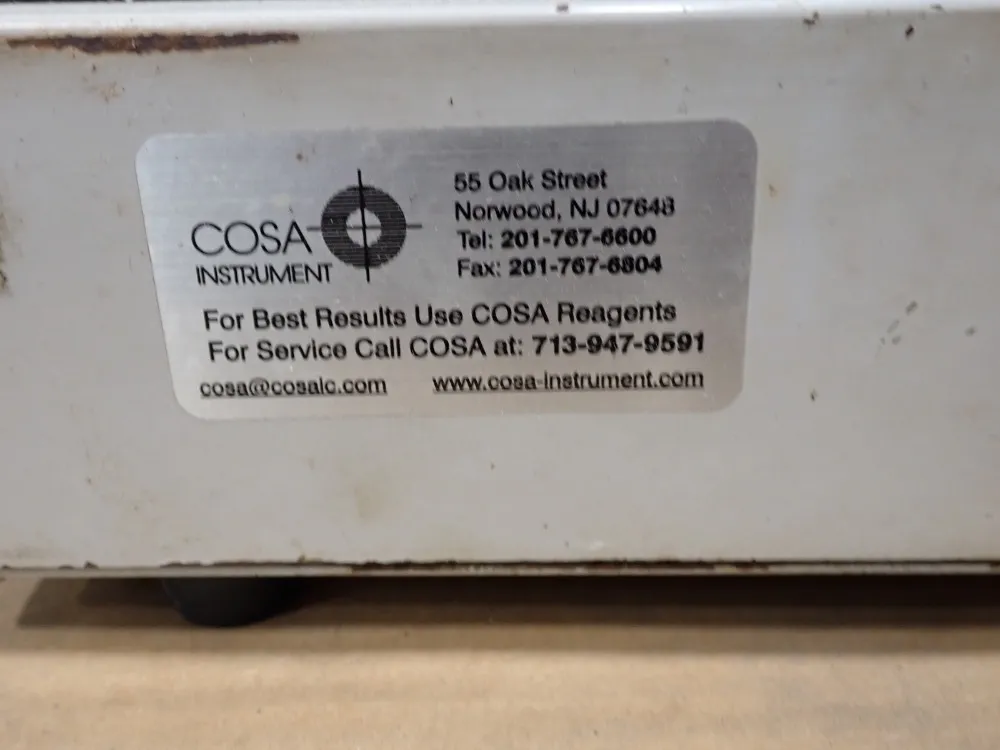 COSA
INSTRUMENT
55 Oak Street
Norwood, NJ 07648
Tel: 201-767-6600
Fax: 201-767-6804
For Best Results Use COSA Reagents
For Service Call COSA at: 713-947-9591
cosa@cosaic.com www.cosa-instrument.com